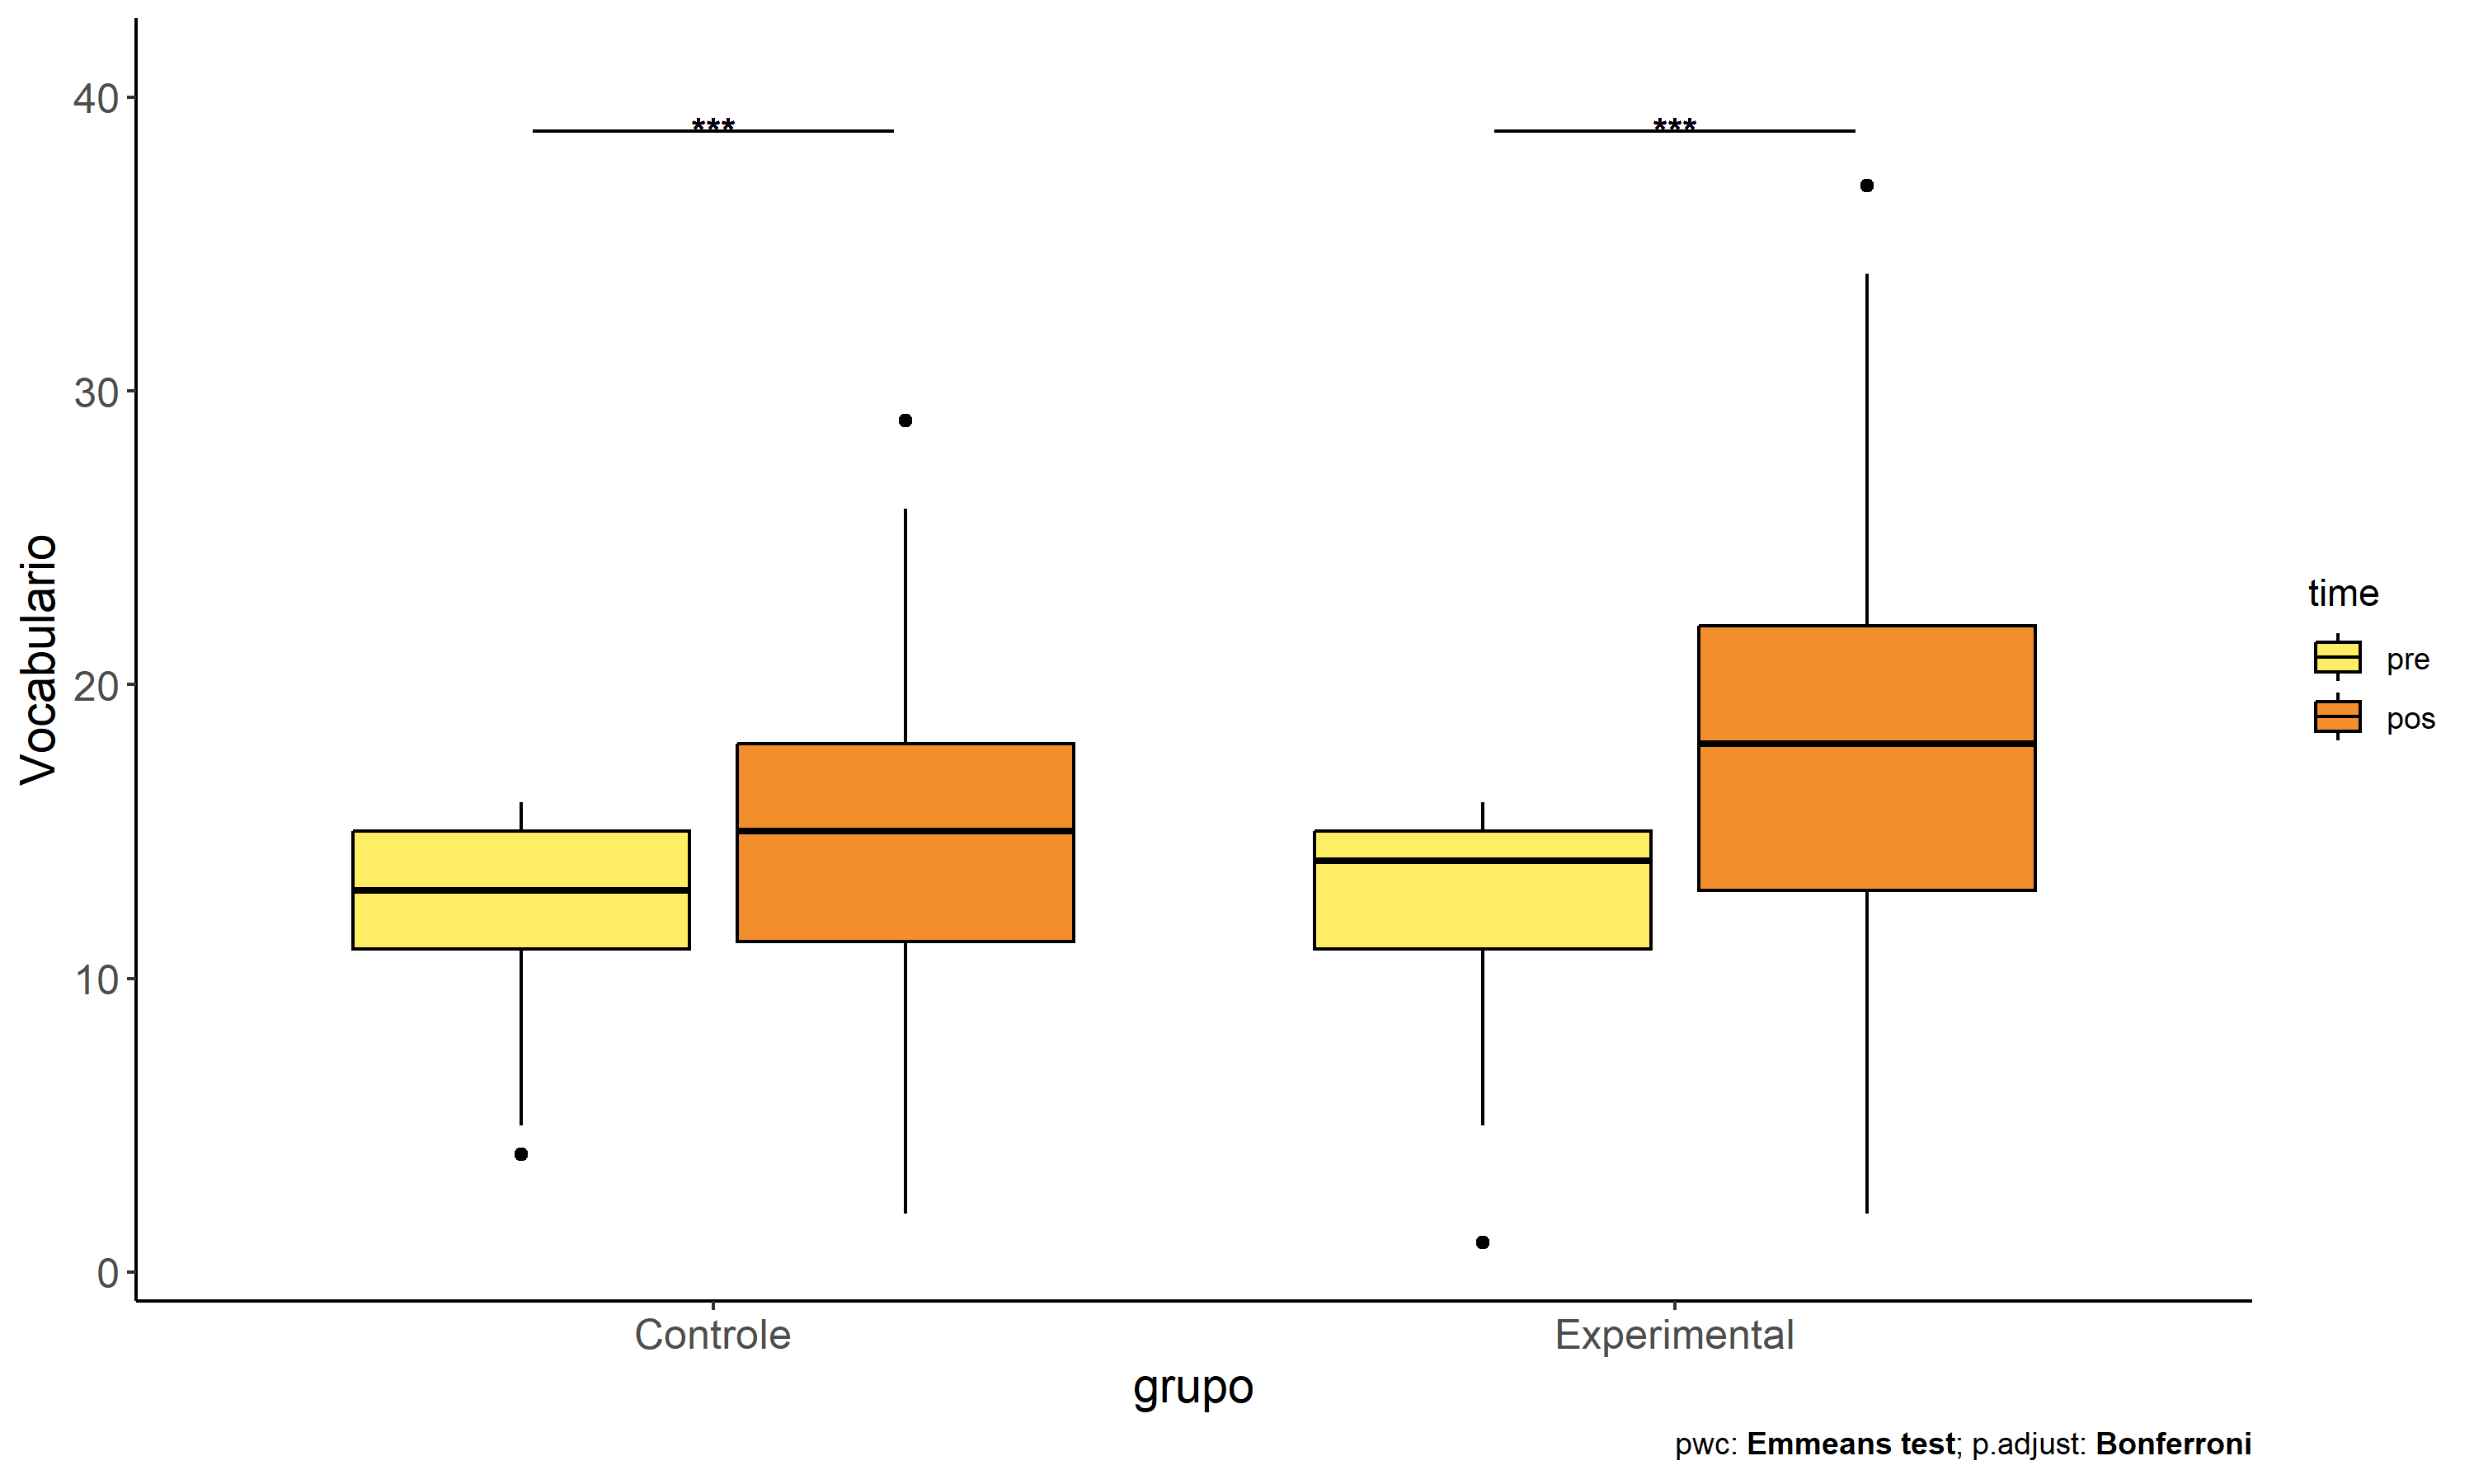 40
30
20
10
0
Vocabulario
***
***
Controle
Experimental
grupo
time
pre
pos
pwc: Emmeans test; p.adjust: Bonferroni